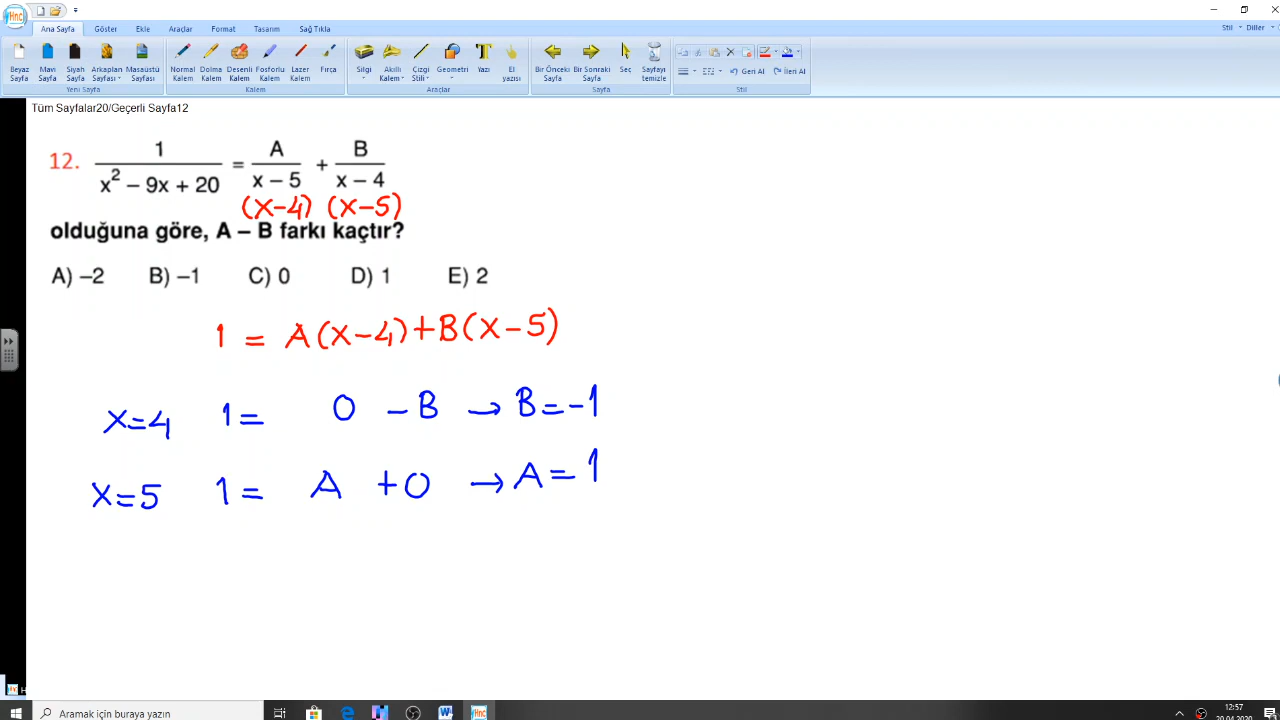 Ana Sayfa Göster Ekle Araçlar Format Tasarım Sağ Tıkla
Stil Diller
Beyaz Sayfa Mavi Sayfa Siyah Sayfa Arkaplan Sayfası Masaüstü Sayfası Normal Kalem Dolma Kalem Desenli Kalem Fosforlu Kalem Lazer Kalem Fırça Silgi Akıllı Kalem Çizgi Stili Geometri Yazı El yazısı Bir Önceki Sayfa Bir Sonraki Sayfa Seç Sayfayı temizle Geri Al İleri Al
Yeni Sayfa Kalem Araçlar Sayfa Stil
Tüm Sayfalar20/Geçerli Sayfa12
12. 1/(x² – 9x + 20) = A/(x – 5) + B/(x – 4)
(x-4) (x-5)
olduğuna göre, A – B farkı kaçtır?
A) –2 B) –1 C) 0 D) 1 E) 2
1 = A(x-4)+B(x-5)
x=4 1= 0 -B → B=-1
x=5 1= A +0 → A=1
Aramak için buraya yazın
12:57
20.04.2020